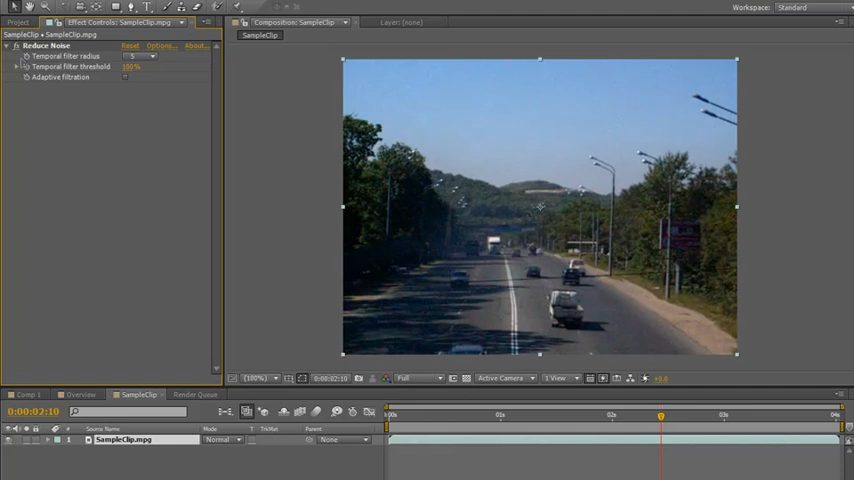 Workspace: Standard
Project Effect Controls: SampleClip.mpg
Composition: SampleClip Layer: (none)
SampleClip • SampleClip.mpg
SampleClip
Reduce Noise Reset Options... About...
Temporal filter radius 5
Temporal filter threshold 100%
Adaptive filtration
(100%) 0:00:02:10 Full Active Camera 1 View +0.0
Comp 1 Overview SampleClip Render Queue
0:00:02:10
:00s 01s 02s 03s 04s
# Source Name Mode T TrkMat Parent
1 SampleClip.mpg Normal None